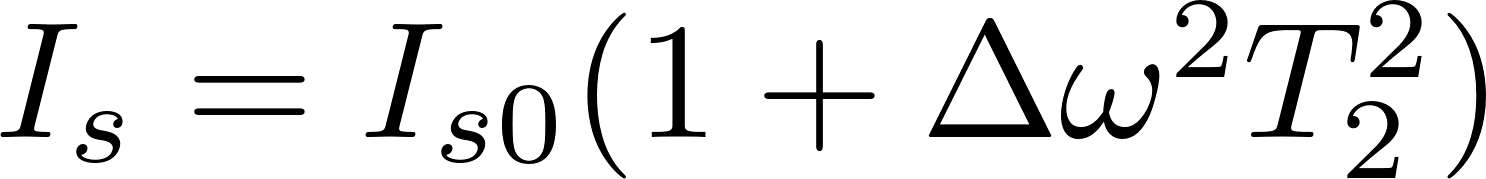 I_s = I_{s0}(1 + Δω^2 T_2^2)